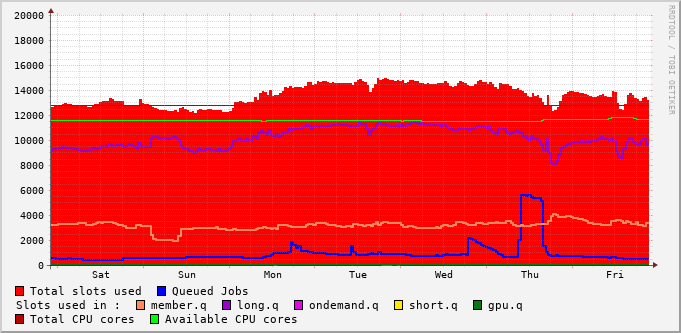 RRDTOOL / TOBI OETIKER
20000
18000
16000
14000
12000
10000
8000
6000
4000
2000
0
Sat Sun Mon Tue Wed Thu Fri
Total slots used Queued Jobs
Slots used in : member.q long.q ondemand.q short.q gpu.q
Total CPU cores Available CPU cores